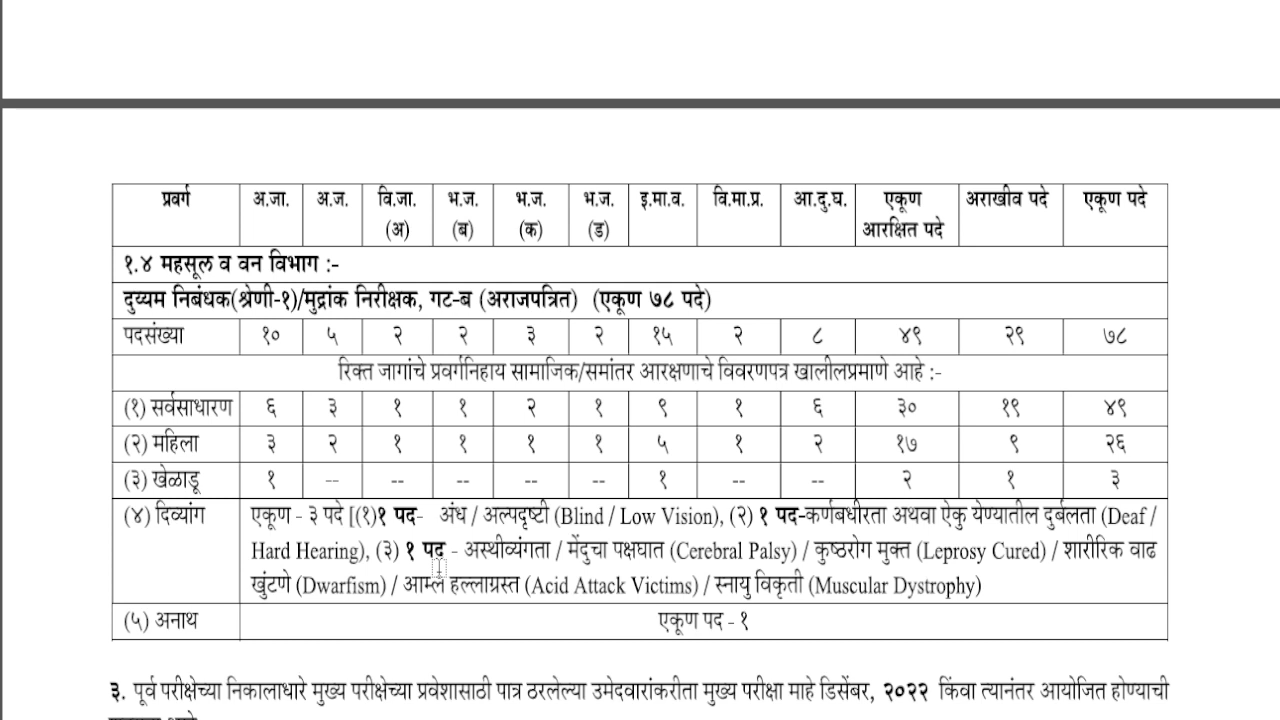 प्रवर्ग अ.जा. अ.ज. वि.जा. (अ) भ.ज. (ब) भ.ज. (क) भ.ज. (ड) इ.मा.व. वि.मा.प्र. आ.दु.घ. एकूण आरक्षित पदे अराखीव पदे एकूण पदे
१.४ महसूल व वन विभाग :-
दुय्यम निबंधक(श्रेणी-१)/मुद्रांक निरीक्षक, गट-ब (अराजपत्रित) (एकूण ७८ पदे)
पदसंख्या १० ५ २ २ ३ २ १५ २ ८ ४९ २९ ७८
रिक्त जागांचे प्रवर्गनिहाय सामाजिक/समांतर आरक्षणाचे विवरणपत्र खालीलप्रमाणे आहे :-
(१) सर्वसाधारण ६ ३ १ १ २ १ ९ १ ६ ३० १९ ४९
(२) महिला ३ २ १ १ १ १ ५ १ २ १७ ९ २६
(३) खेळाडू १ -- -- -- -- -- १ -- -- २ १ ३
(४) दिव्यांग एकूण - ३ पदे [(१)१ पद- अंध / अल्पदृष्टी (Blind / Low Vision), (२) १ पद-कर्णबधीरता अथवा ऐकु येण्यातील दुर्बलता (Deaf /
Hard Hearing), (३) १ पद - अस्थीव्यंगता / मेंदुचा पक्षघात (Cerebral Palsy) / कुष्ठरोग मुक्त (Leprosy Cured) / शारीरिक वाढ
खुंटणे (Dwarfism) / आम्ल हल्लाग्रस्त (Acid Attack Victims) / स्नायु विकृती (Muscular Dystrophy)
(५) अनाथ एकूण पद - १
३. पूर्व परीक्षेच्या निकालाधारे मुख्य परीक्षेच्या प्रवेशासाठी पात्र ठरलेल्या उमेदवारांकरीता मुख्य परीक्षा माहे डिसेंबर, २०२२ किंवा त्यानंतर आयोजित होण्याची